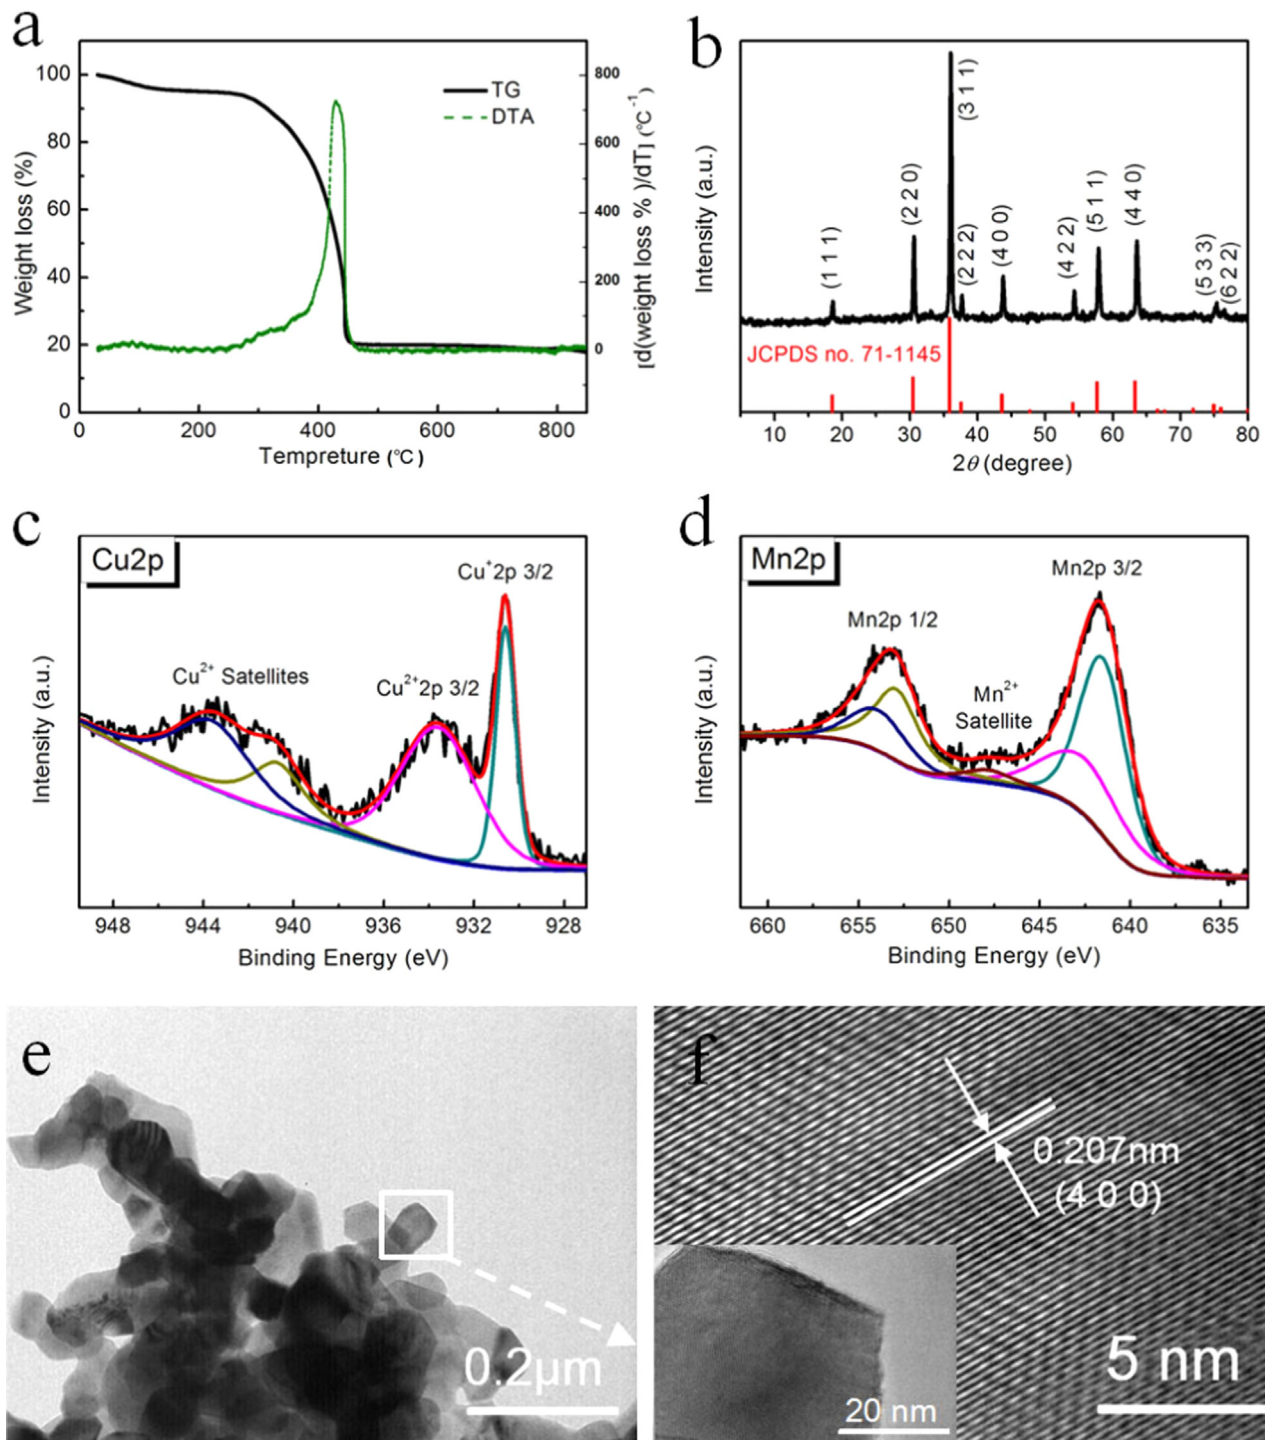 a
100
80
60
40
20
0
Weight loss (%)
0 200 400 600 800
Tempreture (℃)
TG
DTA
800
600
400
200
0
[d(weight loss % )/dT] (℃⁻¹)
b
Intensity (a.u.)
(1 1 1)
(2 2 0)
(3 1 1)
(2 2 2)
(4 0 0)
(4 2 2)
(5 1 1)
(4 4 0)
(5 3 3)
(6 2 2)
JCPDS no. 71-1145
10 20 30 40 50 60 70 80
2θ (degree)
c
Cu2p
Cu⁺2p 3/2
Cu²⁺ Satellites
Cu²⁺2p 3/2
Intensity (a.u.)
948 944 940 936 932 928
Binding Energy (eV)
d
Mn2p
Mn2p 3/2
Mn2p 1/2
Mn²⁺
Satellite
Intensity (a.u.)
660 655 650 645 640 635
Binding Energy (eV)
e
0.2μm
f
0.207nm
(4 0 0)
5 nm
20 nm